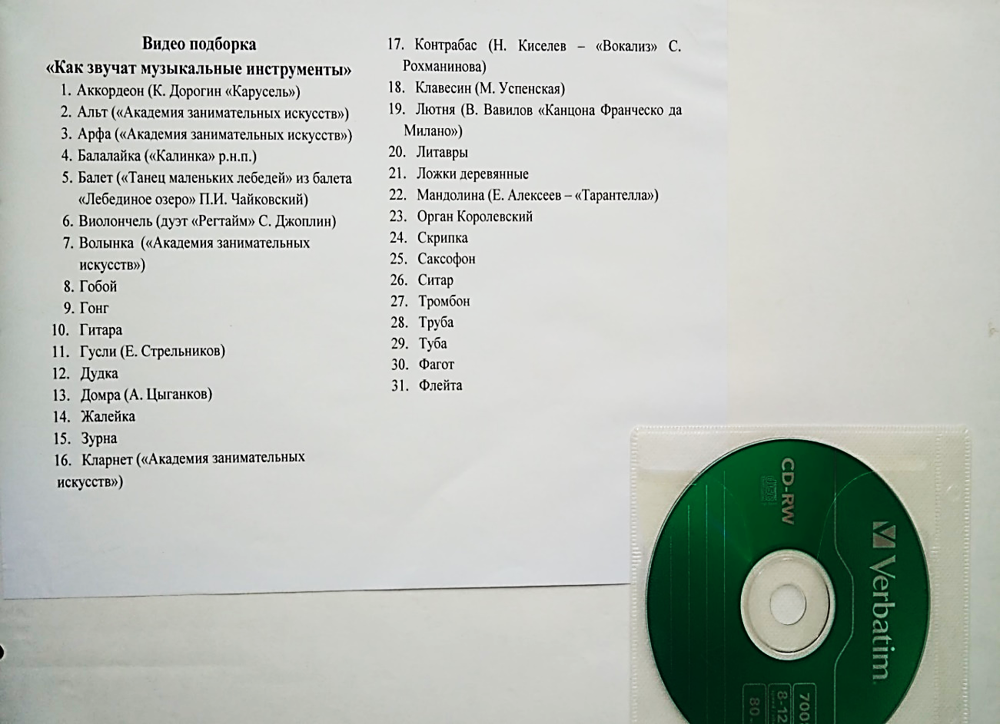 Видео подборка
«Как звучат музыкальные инструменты»
1. Аккордеон (К. Дорогин «Карусель»)
2. Альт («Академия занимательных искусств»)
3. Арфа («Академия занимательных искусств»)
4. Балалайка («Калинка» р.н.п.)
5. Балет («Танец маленьких лебедей» из балета
«Лебединое озеро» П.И. Чайковский)
6. Виолончель (дуэт «Регтайм» С. Джоплин)
7. Волынка («Академия занимательных
искусств»)
8. Гобой
9. Гонг
10. Гитара
11. Гусли (Е. Стрельников)
12. Дудка
13. Домра (А. Цыганков)
14. Жалейка
15. Зурна
16. Кларнет («Академия занимательных
искусств»)
17. Контрабас (Н. Киселев – «Вокализ» С.
Рохманинова)
18. Клавесин (М. Успенская)
19. Лютня (В. Вавилов «Канцона Франческо да
Милано»)
20. Литавры
21. Ложки деревянные
22. Мандолина (Е. Алексеев – «Тарантелла»)
23. Орган Королевский
24. Скрипка
25. Саксофон
26. Ситар
27. Тромбон
28. Труба
29. Туба
30. Фагот
31. Флейта
CD-RW
Verbatim
700
8-12
80